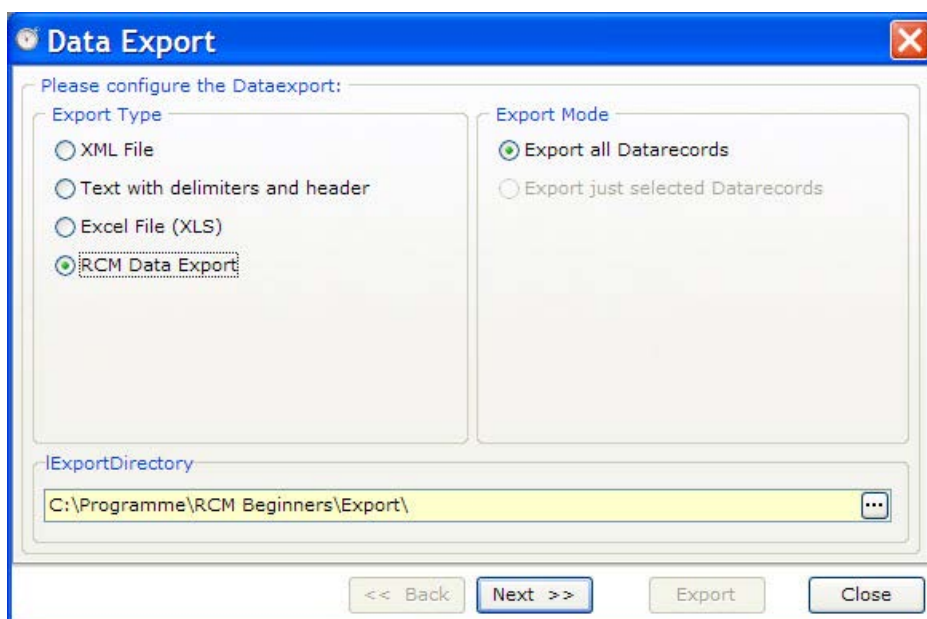 Data Export
Please configure the Dataexport:
Export Type
XML File
Text with delimiters and header
Excel File (XLS)
RCM Data Export
Export Mode
Export all Datarecords
Export just selected Datarecords
lExportDirectory
C:\Programme\RCM Beginners\Export\
...
<< Back
Next >>
Export
Close